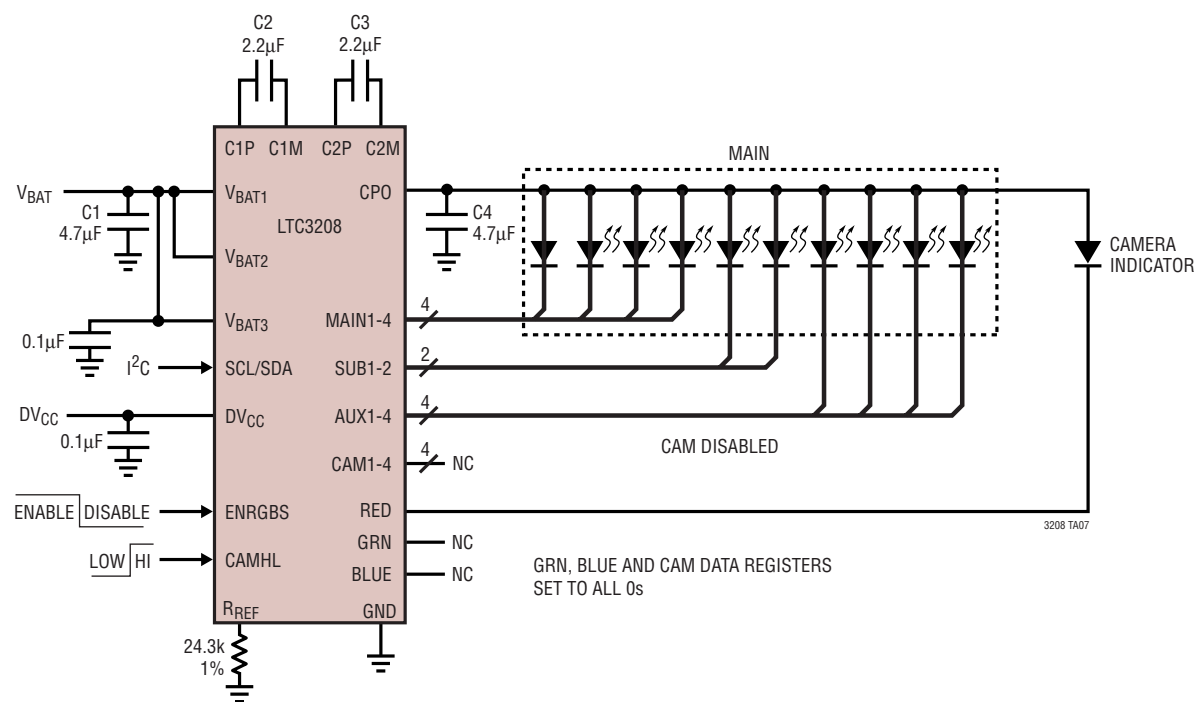 C2
2.2µF
C3
2.2µF
C1P C1M C2P C2M
MAIN
V_BAT
V_BAT1
CPO
C1
4.7µF
LTC3208
C4
4.7µF
V_BAT2
CAMERA
INDICATOR
0.1µF
V_BAT3
MAIN1-4
4
I²C
SCL/SDA
SUB1-2
2
DV_CC
0.1µF
DV_CC
AUX1-4
4
CAM DISABLED
CAM1-4
4
NC
ENABLE DISABLE
ENRGBS
RED
3208 TA07
LOW HI
CAMHL
GRN
NC
BLUE
NC
GRN, BLUE AND CAM DATA REGISTERS
SET TO ALL 0s
R_REF
GND
24.3k
1%